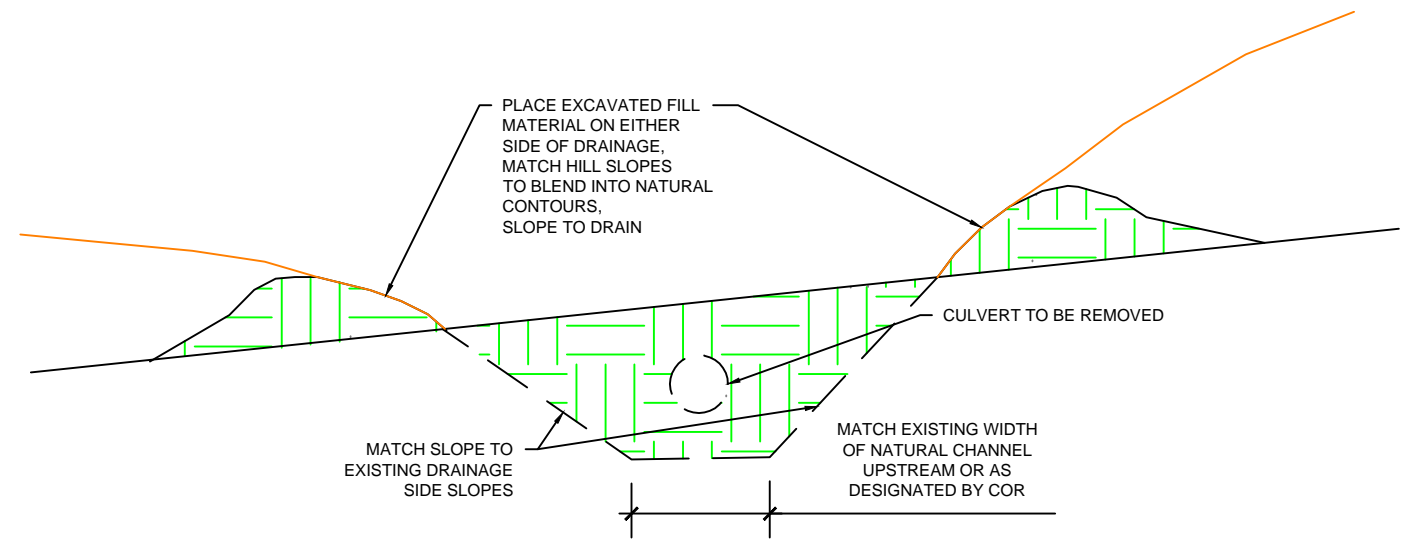 PLACE EXCAVATED FILL
MATERIAL ON EITHER
SIDE OF DRAINAGE,
MATCH HILL SLOPES
TO BLEND INTO NATURAL
CONTOURS,
SLOPE TO DRAIN
CULVERT TO BE REMOVED
MATCH SLOPE TO
EXISTING DRAINAGE
SIDE SLOPES
MATCH EXISTING WIDTH
OF NATURAL CHANNEL
UPSTREAM OR AS
DESIGNATED BY COR